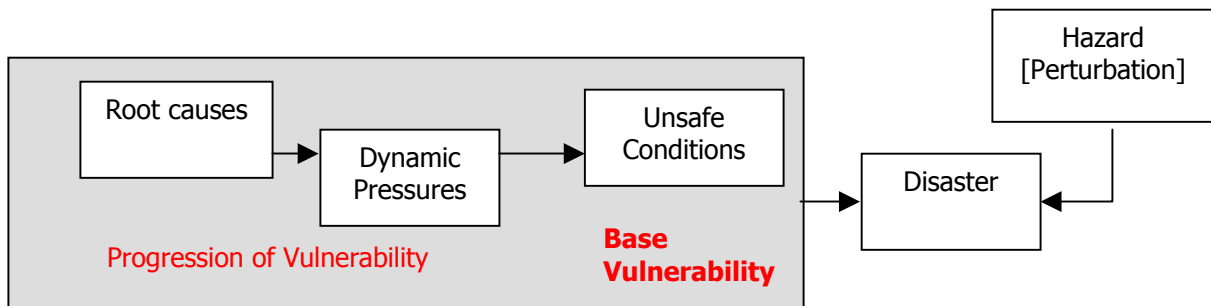 Root causes
Dynamic
Pressures
Unsafe
Conditions
Progression of Vulnerability
Base
Vulnerability
Disaster
Hazard
[Perturbation]